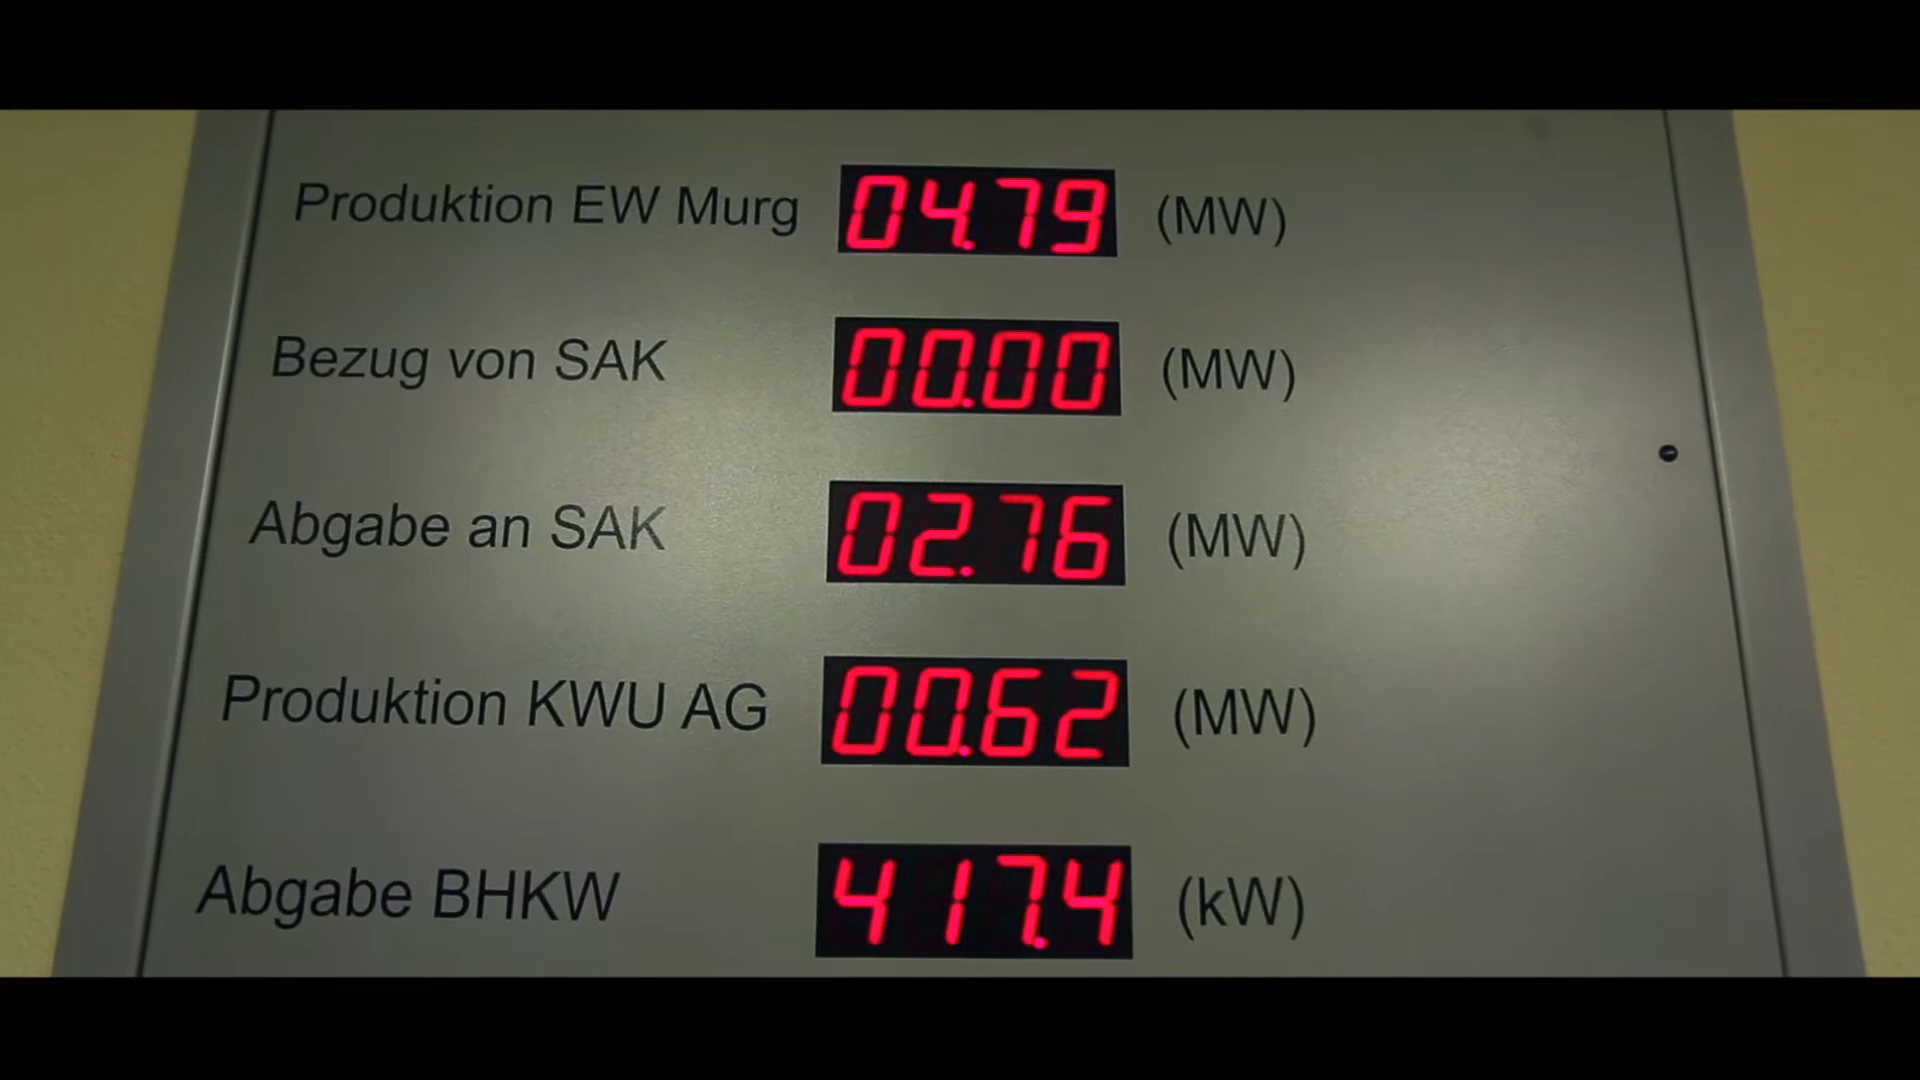 Produktion EW Murg 04.79 (MW)
Bezug von SAK 00.00 (MW)
Abgabe an SAK 02.76 (MW)
Produktion KWU AG 00.62 (MW)
Abgabe BHKW 417.4 (kW)